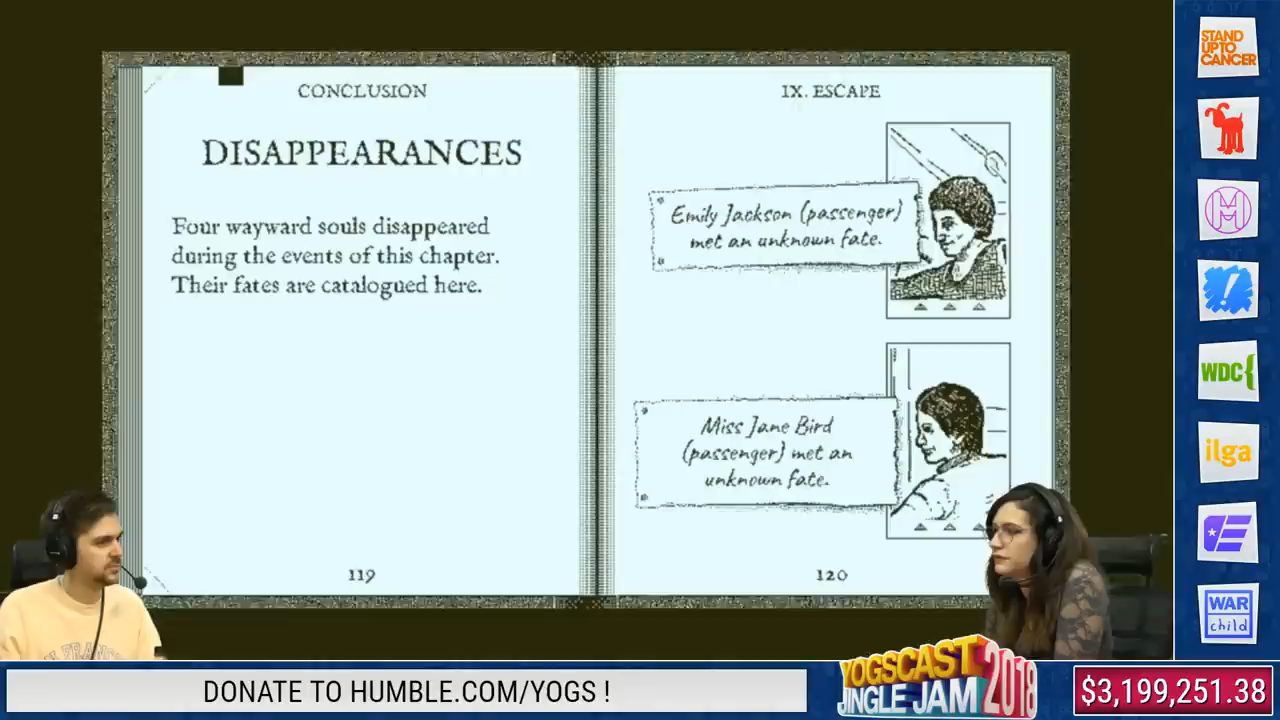 CONCLUSION
DISAPPEARANCES
Four wayward souls disappeared
during the events of this chapter.
Their fates are catalogued here.
119
IX. ESCAPE
Emily Jackson (passenger)
met an unknown fate.
Miss Jane Bird
(passenger) met an
unknown fate.
120
STAND
UP TO
CANCER
M
!
WDC
ilga
E
WAR
child
DONATE TO HUMBLE.COM/YOGS !
YOGSCAST
JINGLE JAM 2018
$3,199,251.38